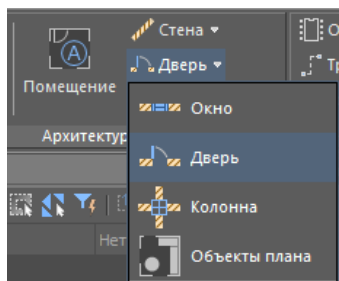 Стена
О
Дверь
Помещение
Архитектур
Окно
Дверь
Колонна
Нет
Объекты плана